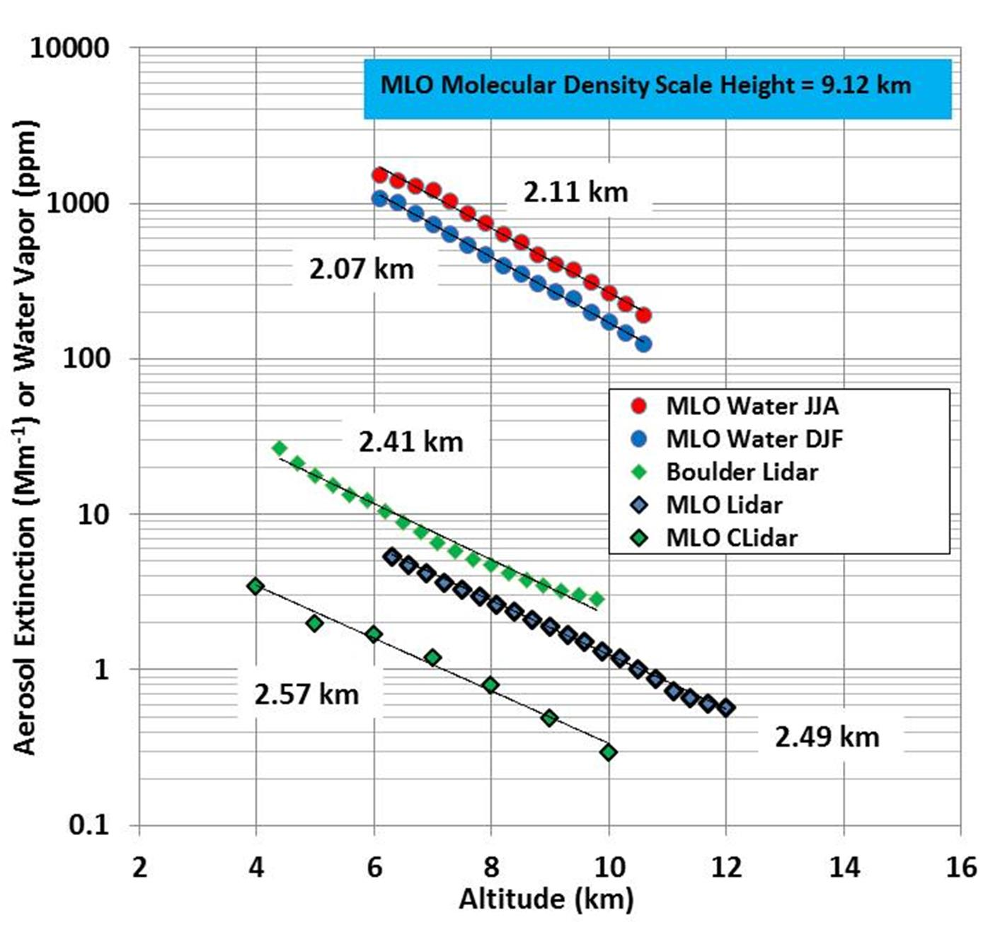 10000
MLO Molecular Density Scale Height = 9.12 km
1000
2.11 km
2.07 km
100
MLO Water JJA
MLO Water DJF
Boulder Lidar
MLO Lidar
MLO CLidar
2.41 km
10
1
2.57 km
2.49 km
0.1
2 4 6 8 10 12 14 16
Altitude (km)
Aerosol Extinction (Mm⁻¹) or Water Vapor (ppm)